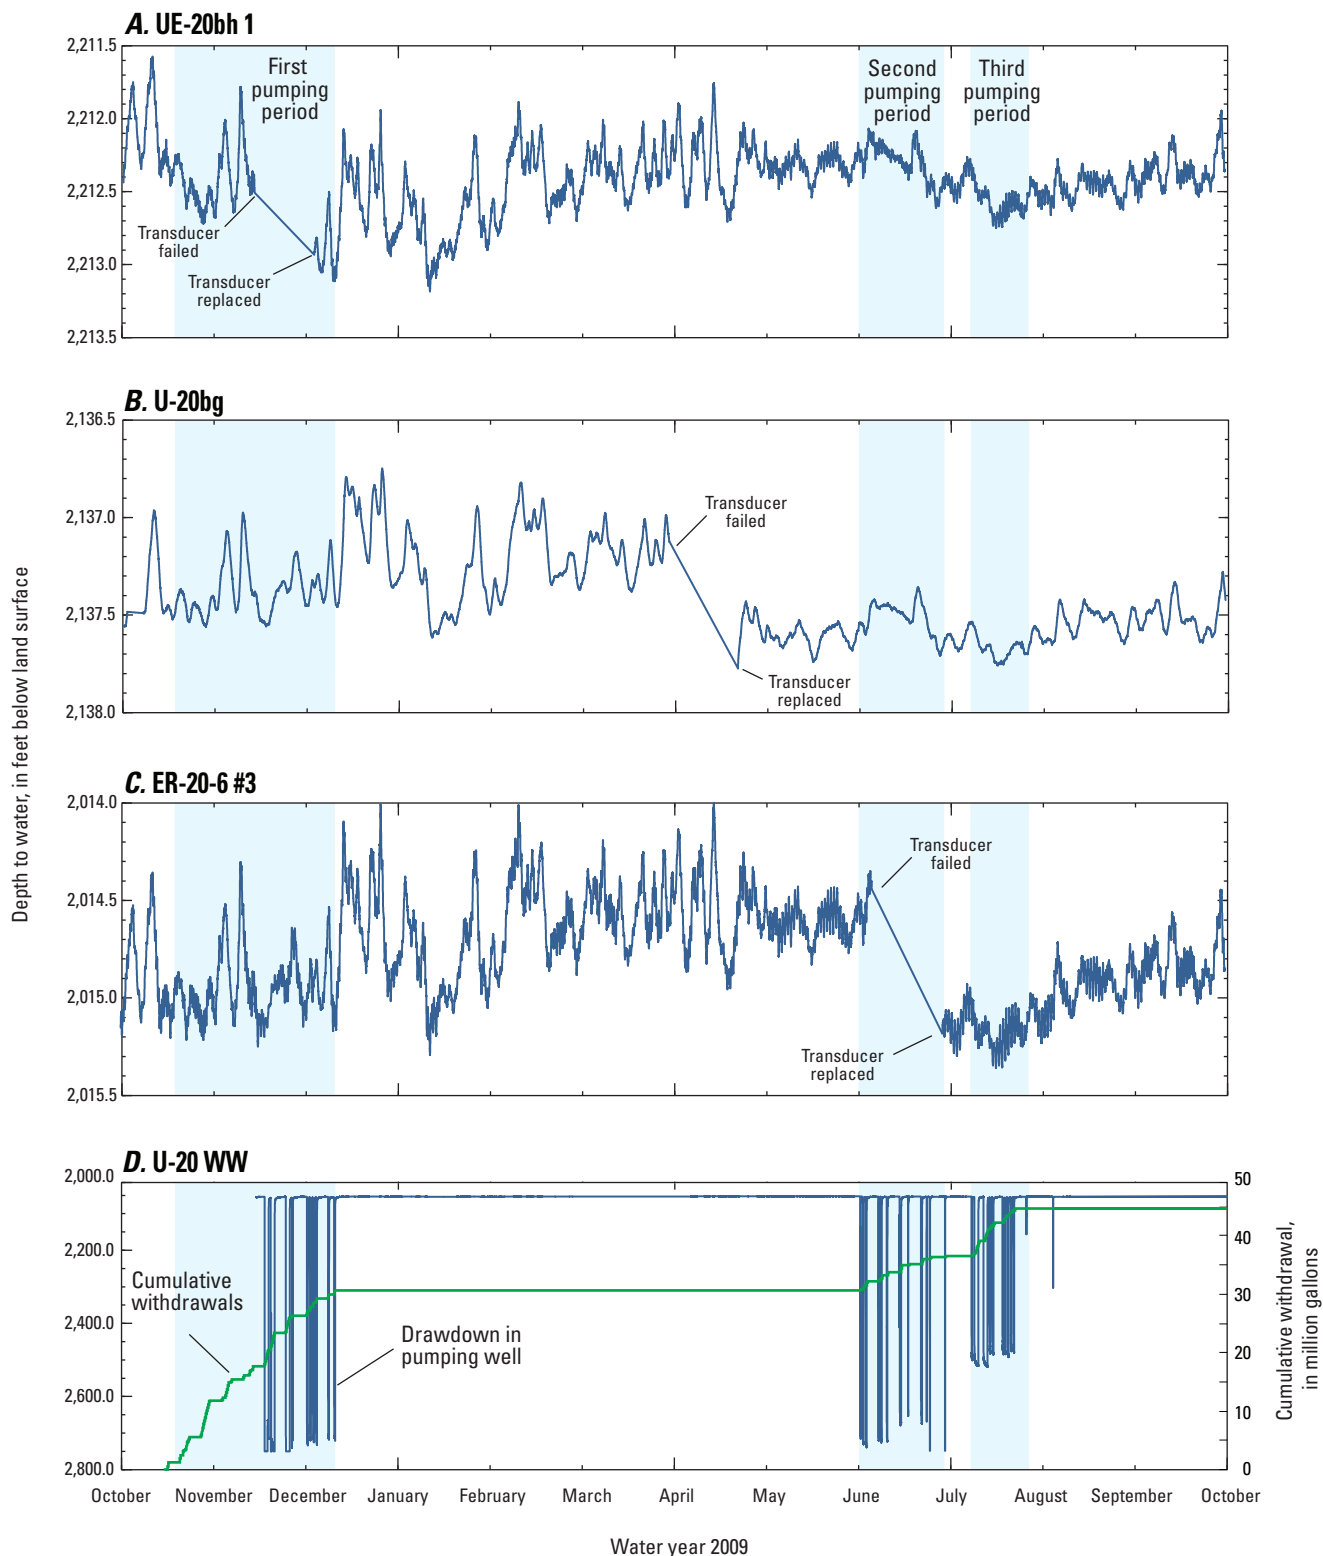 A. UE-20bh 1
2,211.5
2,212.0
2,212.5
2,213.0
2,213.5
First
pumping
period
Second
pumping
period
Third
pumping
period
Transducer
failed
Transducer
replaced
B. U-20bg
2,136.5
2,137.0
2,137.5
2,138.0
Transducer
failed
Transducer
replaced
Depth to water, in feet below land surface
C. ER-20-6 #3
2,014.0
2,014.5
2,015.0
2,015.5
Transducer
failed
Transducer
replaced
D. U-20 WW
2,000.0
2,200.0
2,400.0
2,600.0
2,800.0
50
40
30
20
10
0
Cumulative
withdrawals
Drawdown in
pumping well
Cumulative withdrawal,
in million gallons
October November December January February March April May June July August September October
Water year 2009